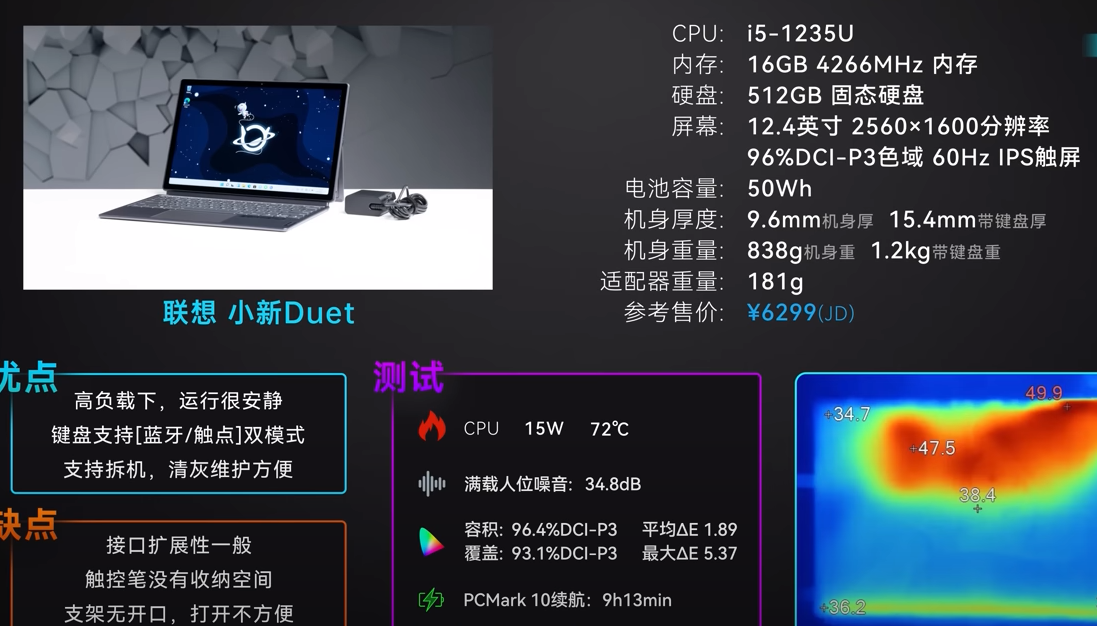 CPU: i5-1235U
内存: 16GB 4266MHz 内存
硬盘: 512GB 固态硬盘
屏幕: 12.4英寸 2560×1600分辨率
96%DCI-P3色域 60Hz IPS触屏
电池容量: 50Wh
机身厚度: 9.6mm机身厚 15.4mm带键盘厚
机身重量: 838g机身重 1.2kg带键盘重
适配器重量: 181g
参考售价: ¥6299(JD)
联想 小新Duet
优点
高负载下，运行很安静
键盘支持[蓝牙/触点]双模式
支持拆机，清灰维护方便
缺点
接口扩展性一般
触控笔没有收纳空间
支架无开口，打开不方便
测试
CPU 15W 72℃
满载人位噪音: 34.8dB
容积: 96.4%DCI-P3 平均ΔE 1.89
覆盖: 93.1%DCI-P3 最大ΔE 5.37
PCMark 10续航: 9h13min
49.9
+34.7
+47.5
38.4
+36.2